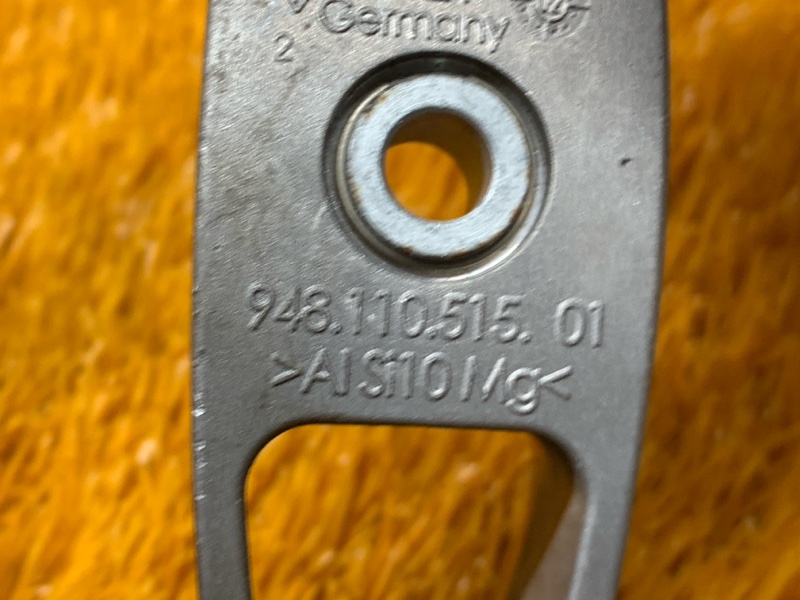 Germany
2
948.110.515. 01
>AlSi10Mg<